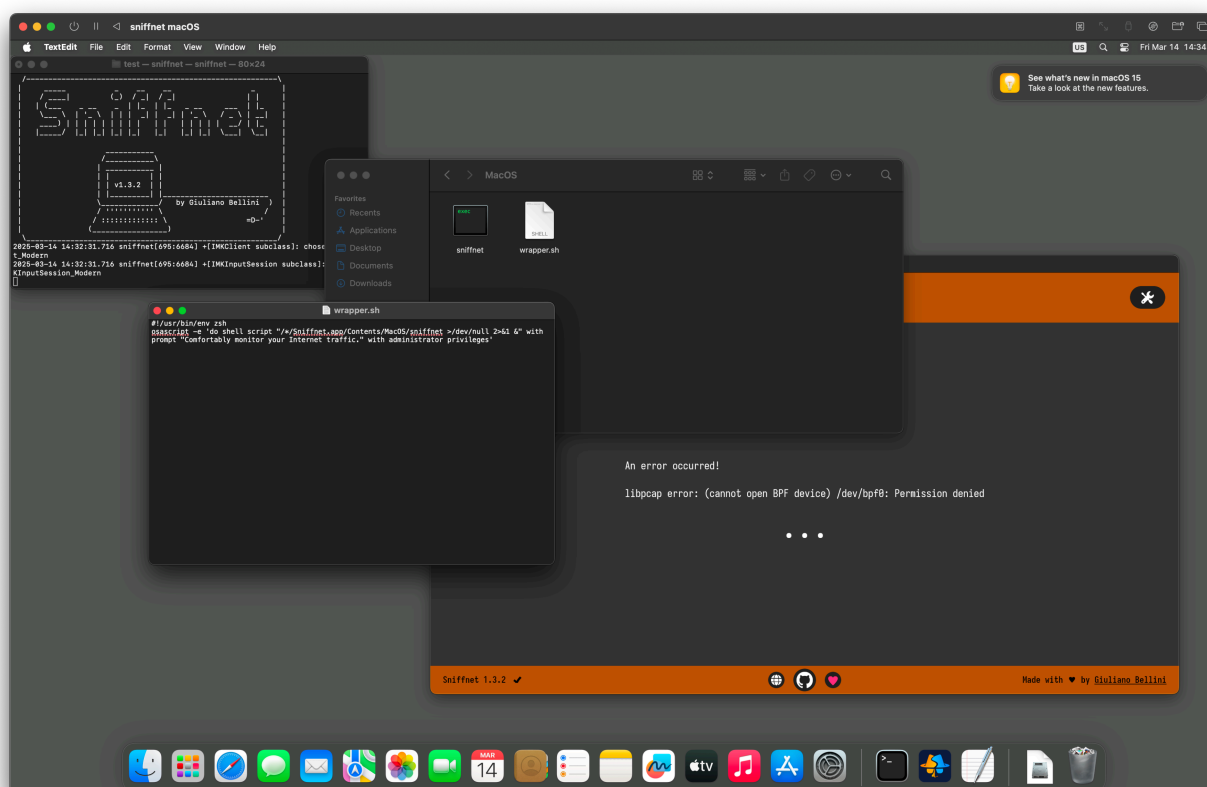 sniffnet macOS
TextEdit File Edit Format View Window Help
US
Fri Mar 14 14:34
test — sniffnet — sniffnet — 80×24
Sniffnet
v1.3.2
by Giuliano Bellini )
=D~'
2025-03-14 14:32:31.716 sniffnet[695:6684] +[IMKClient subclass]: chose
t_Modern
2025-03-14 14:32:31.716 sniffnet[695:6684] +[IMKInputSession subclass]:
KInputSession_Modern
See what's new in macOS 15
Take a look at the new features.
MacOS
Favorites
Recents
Applications
Desktop
Documents
Downloads
exec
sniffnet
SHELL
wrapper.sh
wrapper.sh
#!/usr/bin/env zsh
osascript -e 'do shell script "/*/Sniffnet.app/Contents/MacOS/sniffnet >/dev/null 2>&1 &" with
prompt "Comfortably monitor your Internet traffic." with administrator privileges'
An error occurred!
libpcap error: (cannot open BPF device) /dev/bpf0: Permission denied
• • •
Sniffnet 1.3.2 ✔
Made with ♥ by Giuliano Bellini
MAR
14
tv